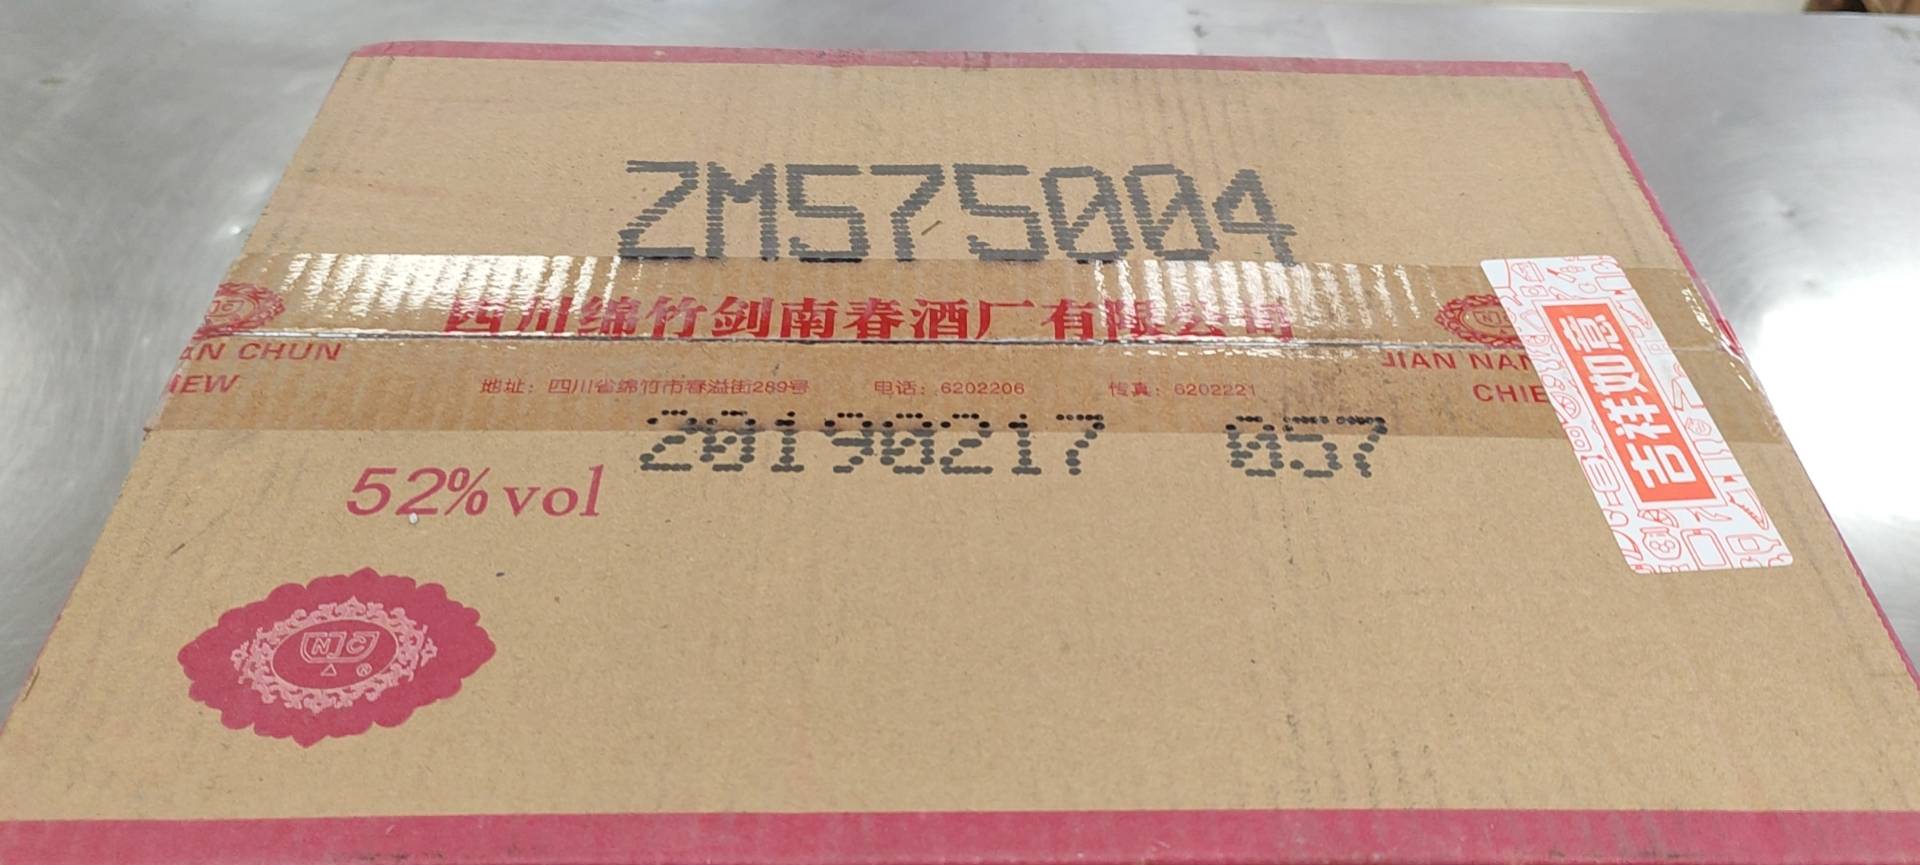 ZM575004
四川绵竹剑南春酒厂有限公司
AN CHUN
IEW
JIAN NAN
CHIE
地址：四川省绵竹市春溢街289号 电话：6202206 传真：6202221
20190217 057
52%vol
NJC
®
吉祥如意